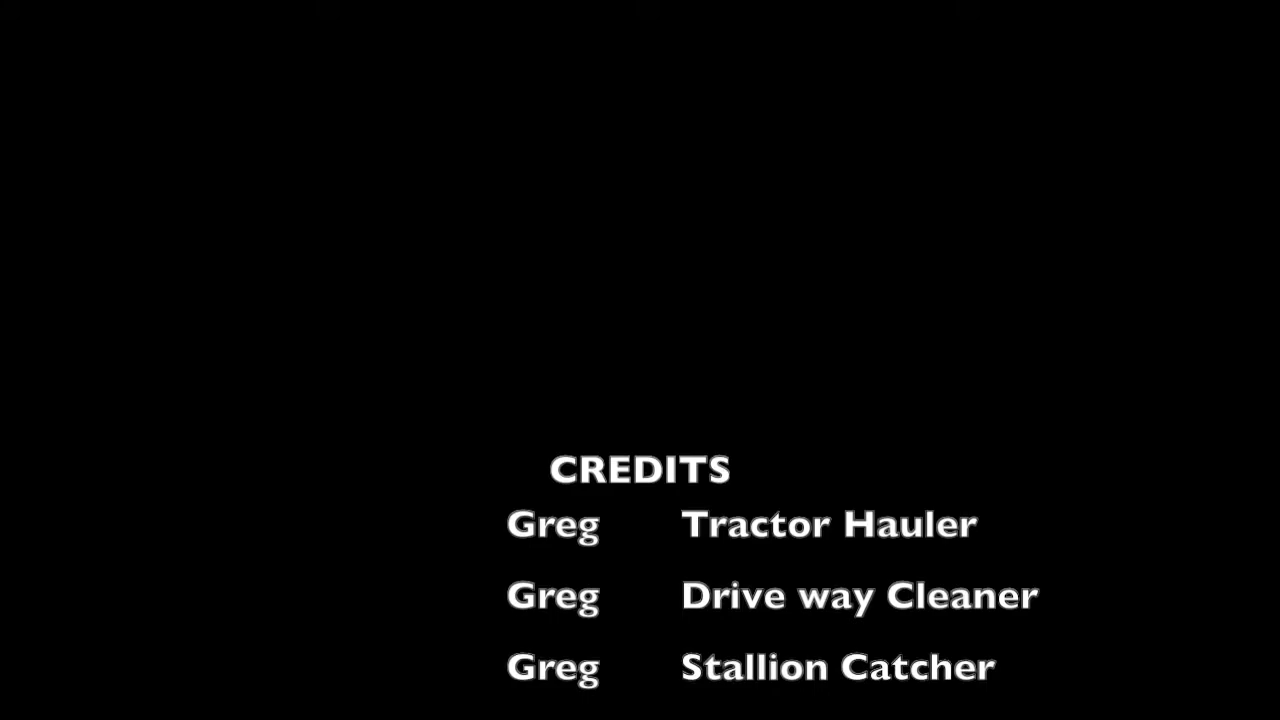 CREDITS
Greg Tractor Hauler
Greg Drive way Cleaner
Greg Stallion Catcher